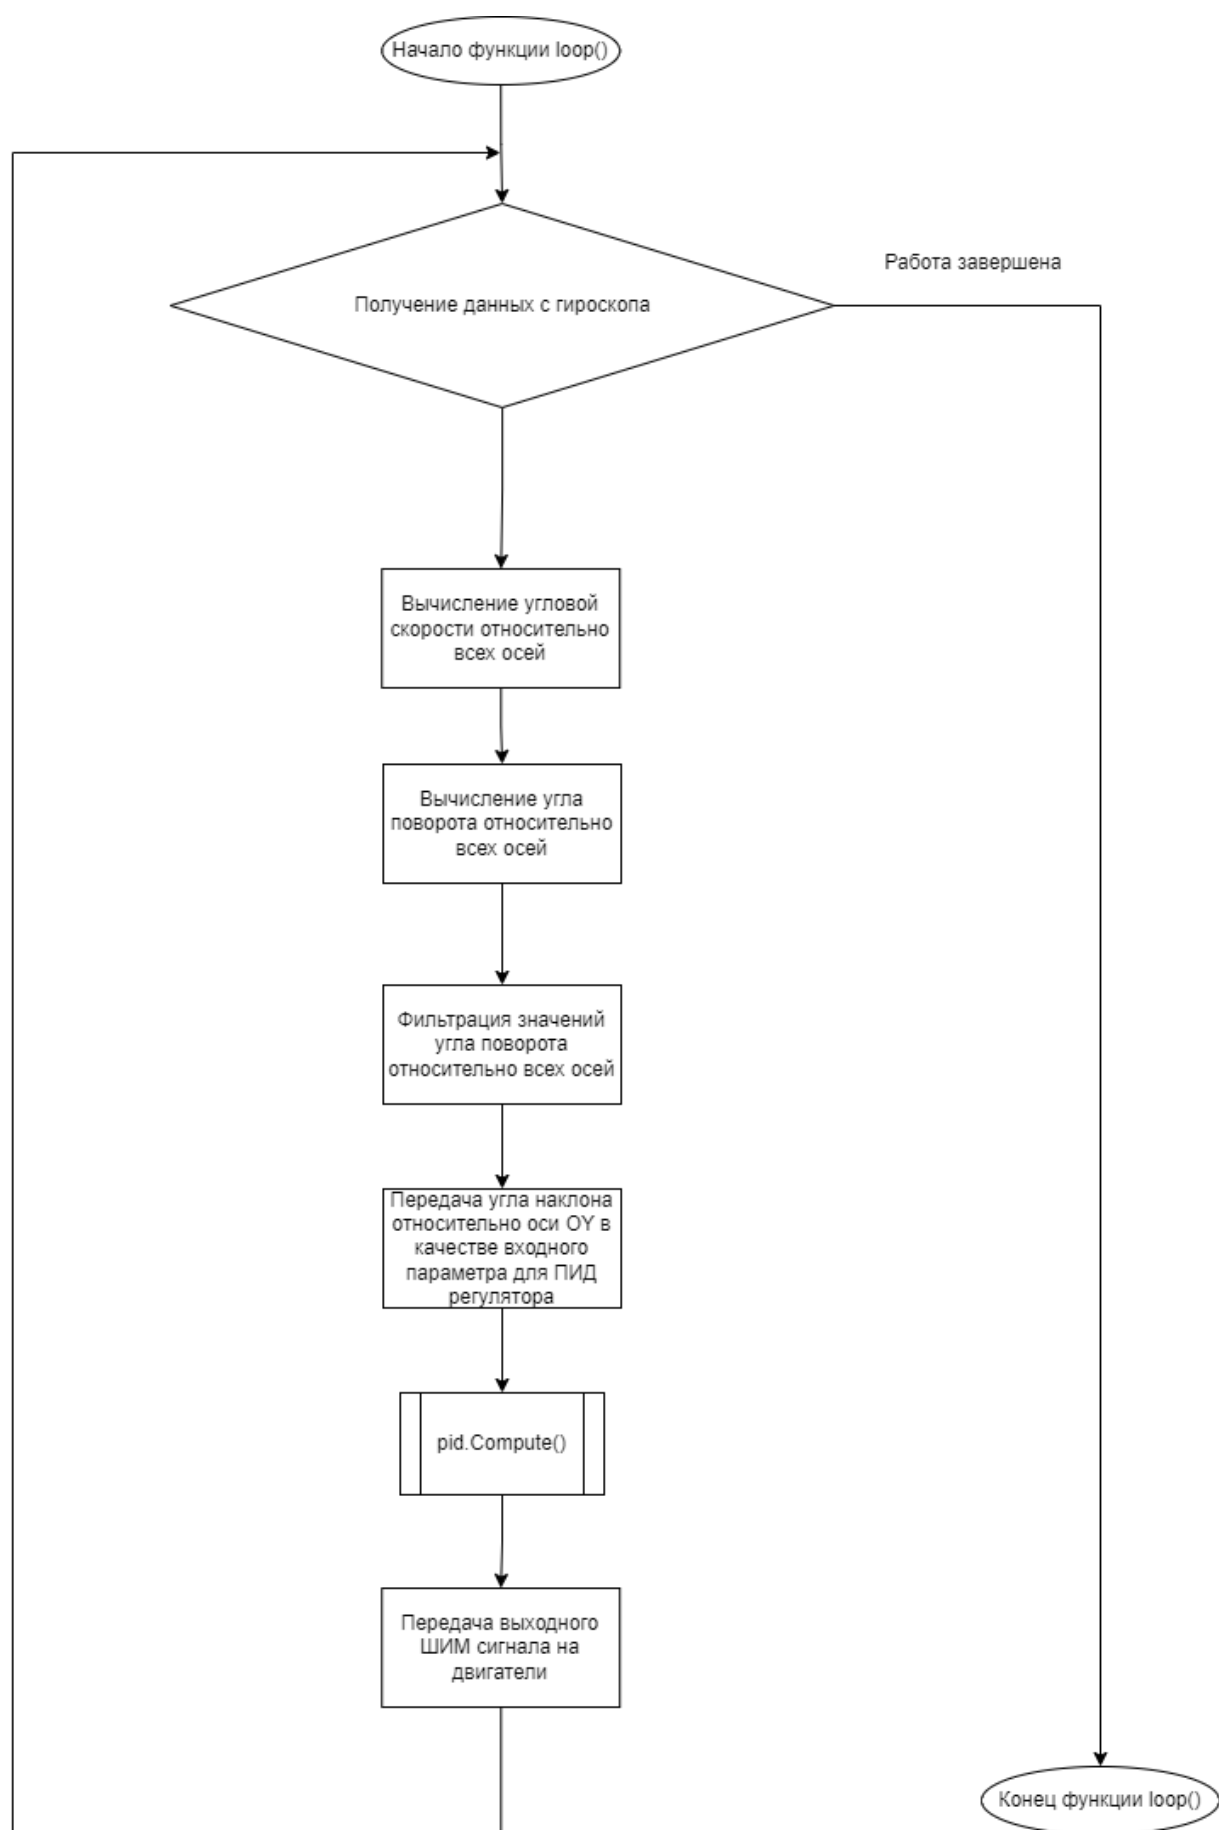 Начало функции loop()
Работа завершена
Получение данных с гироскопа
Вычисление угловой
скорости относительно
всех осей
Вычисление угла
поворота относительно
всех осей
Фильтрация значений
угла поворота
относительно всех осей
Передача угла наклона
относительно оси OY в
качестве входного
параметра для ПИД
регулятора
pid.Compute()
Передача выходного
ШИМ сигнала на
двигатели
Конец функции loop()